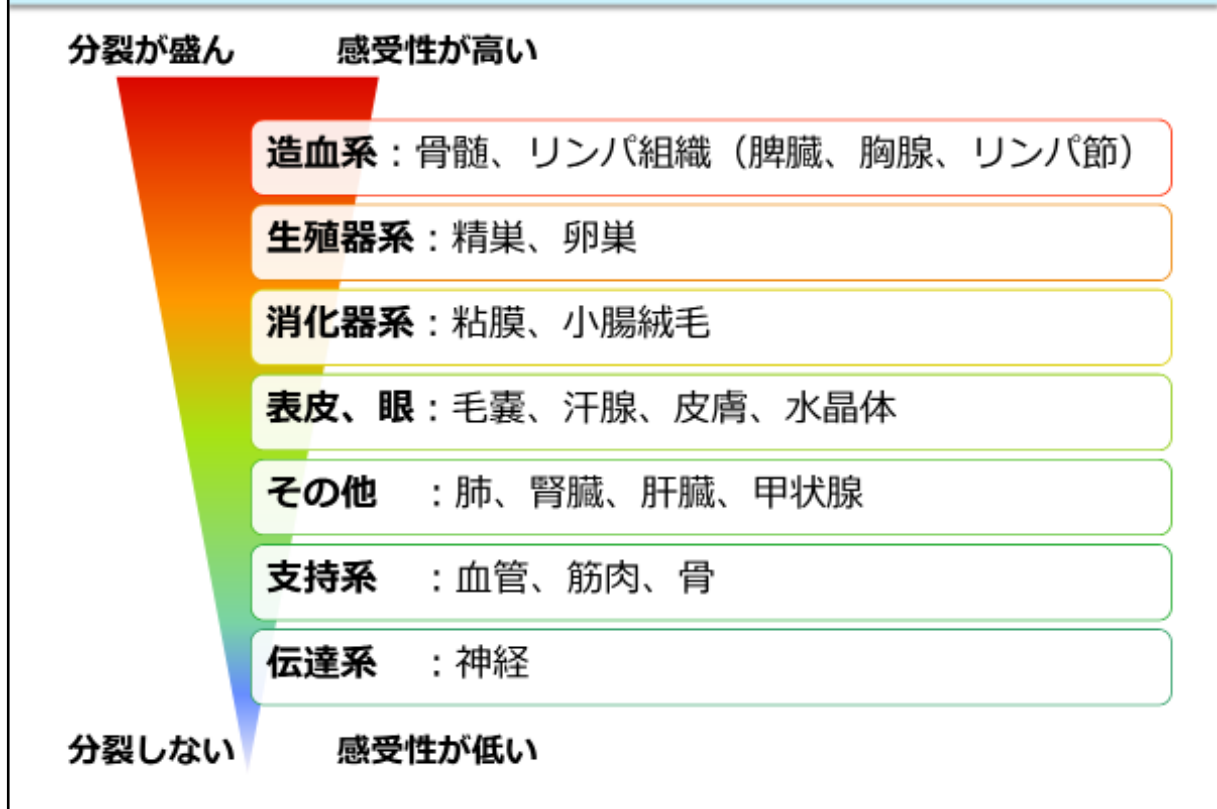 分裂が盛ん 感受性が高い
造血系：骨髄、リンパ組織（脾臓、胸腺、リンパ節）
生殖器系：精巣、卵巣
消化器系：粘膜、小腸絨毛
表皮、眼：毛嚢、汗腺、皮膚、水晶体
その他　：肺、腎臓、肝臓、甲状腺
支持系　：血管、筋肉、骨
伝達系　：神経
分裂しない 感受性が低い